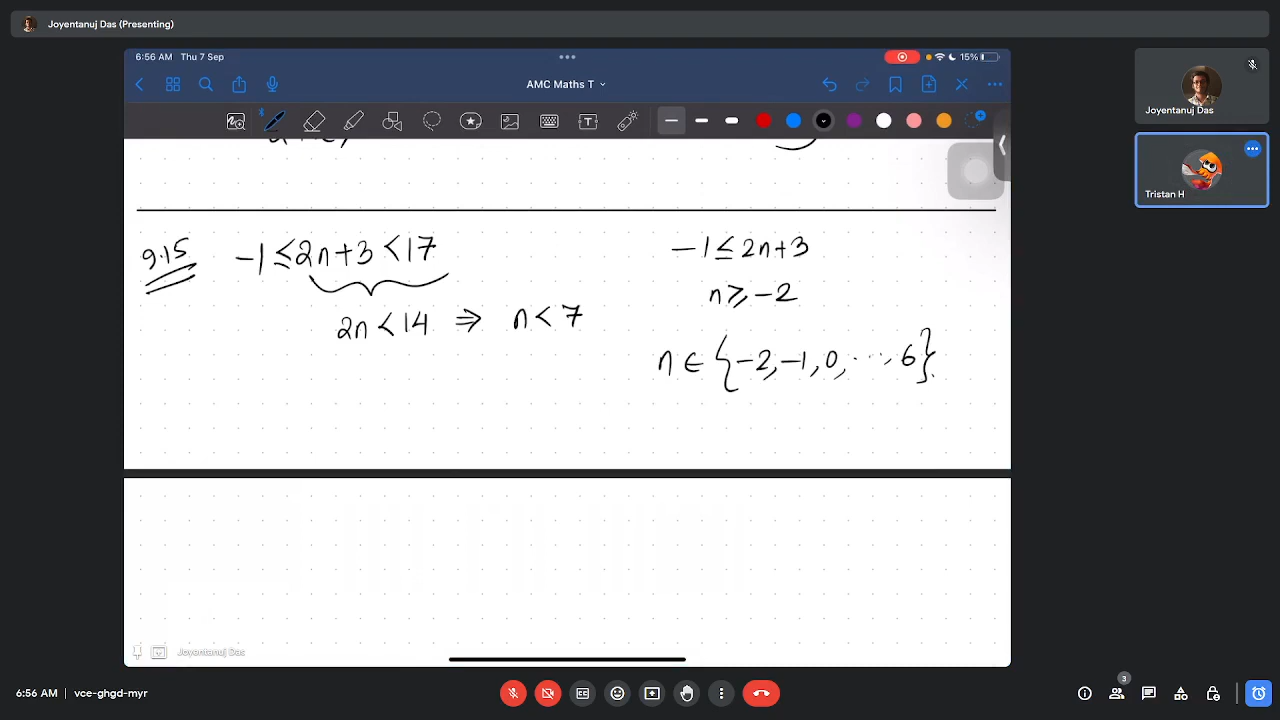 Joyentanuj Das (Presenting)
6:56 AM Thu 7 Sep
15%
AMC Maths T
Joyentanuj Das
Tristan H
9.15
-1 ≤ 2n+3 < 17
2n < 14 ⇒ n < 7
-1 ≤ 2n+3
n ≥ -2
n ∈ {-2, -1, 0, ..., 6}.
Joyentanuj Das
6:56 AM | vce-ghgd-myr
3